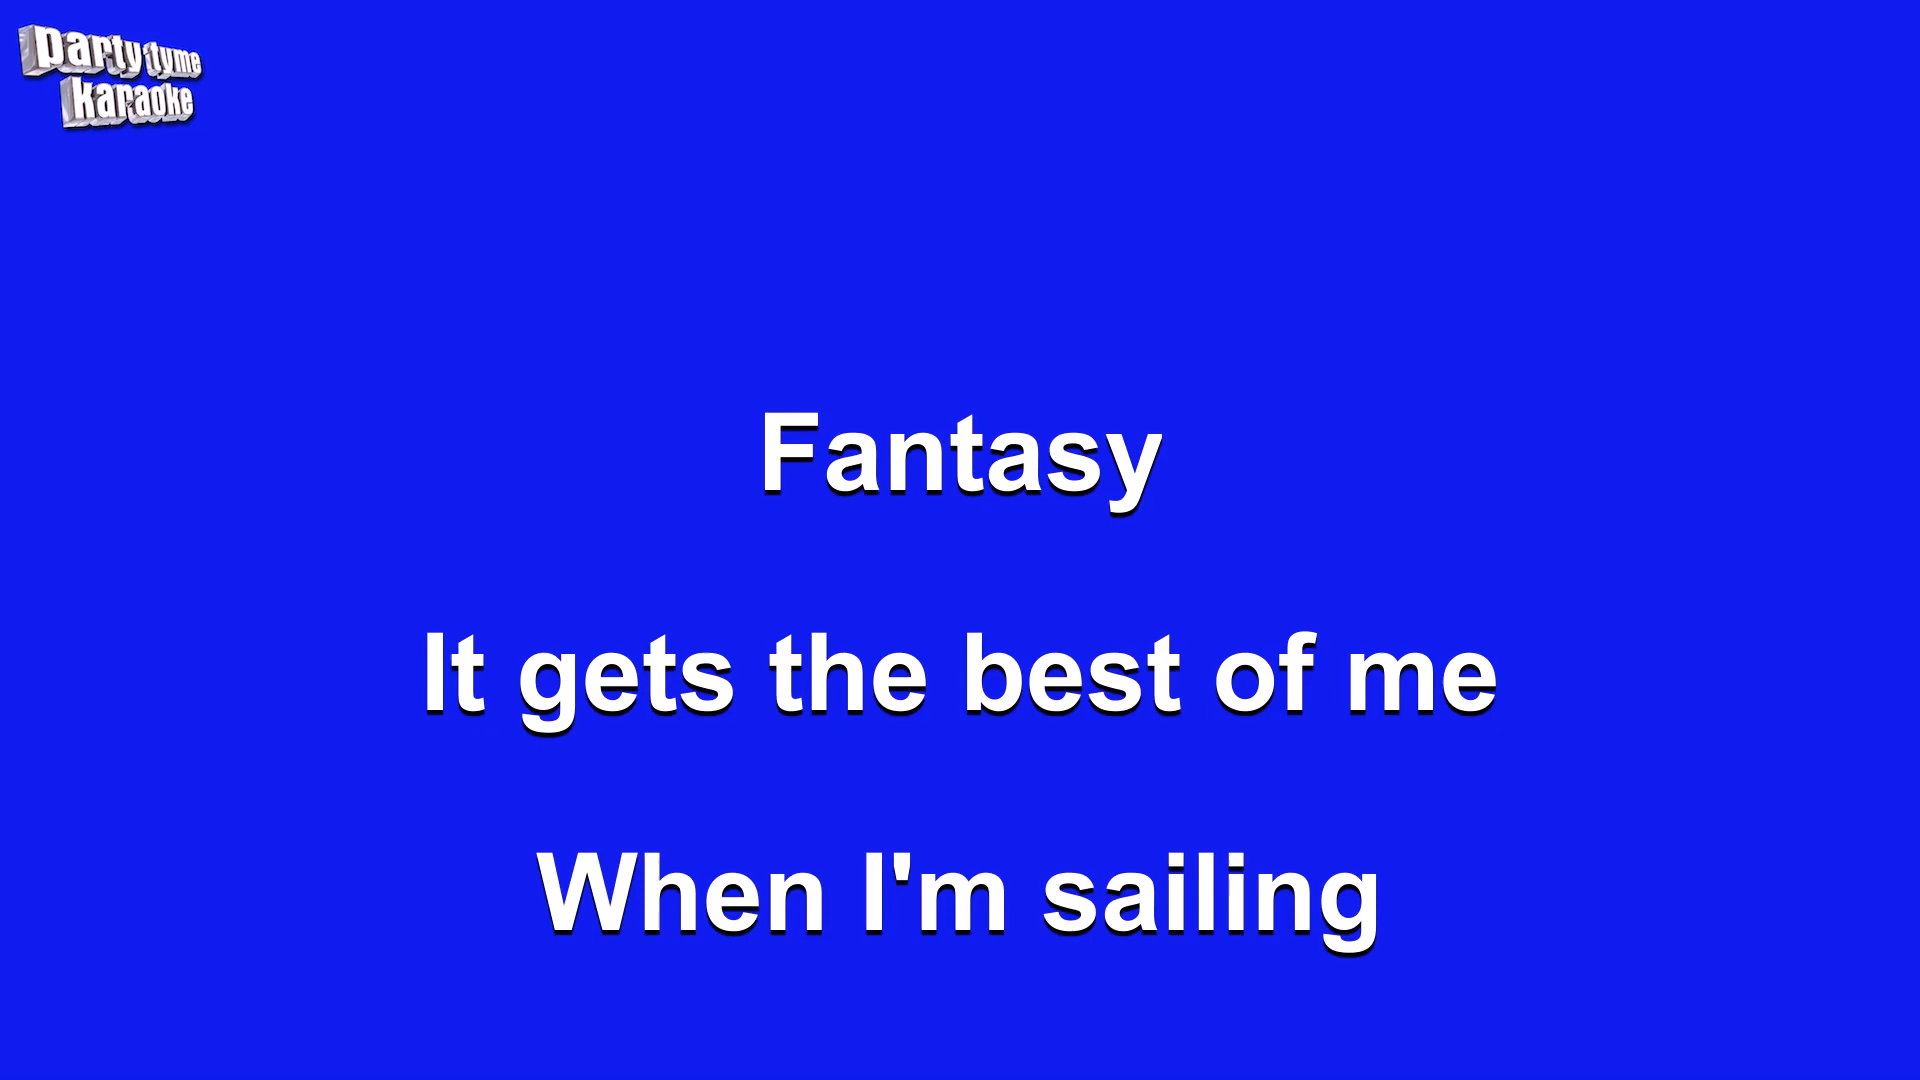 party tyme
karaoke
Fantasy
It gets the best of me
When I'm sailing